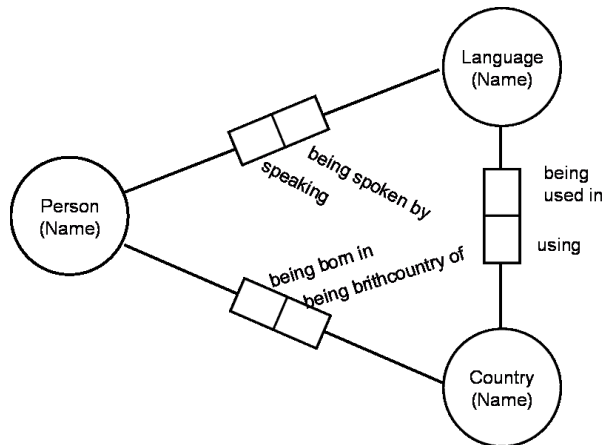 Language
(Name)
being spoken by
speaking
being
used in
Person
(Name)
using
being born in
being brithcountry of
Country
(Name)